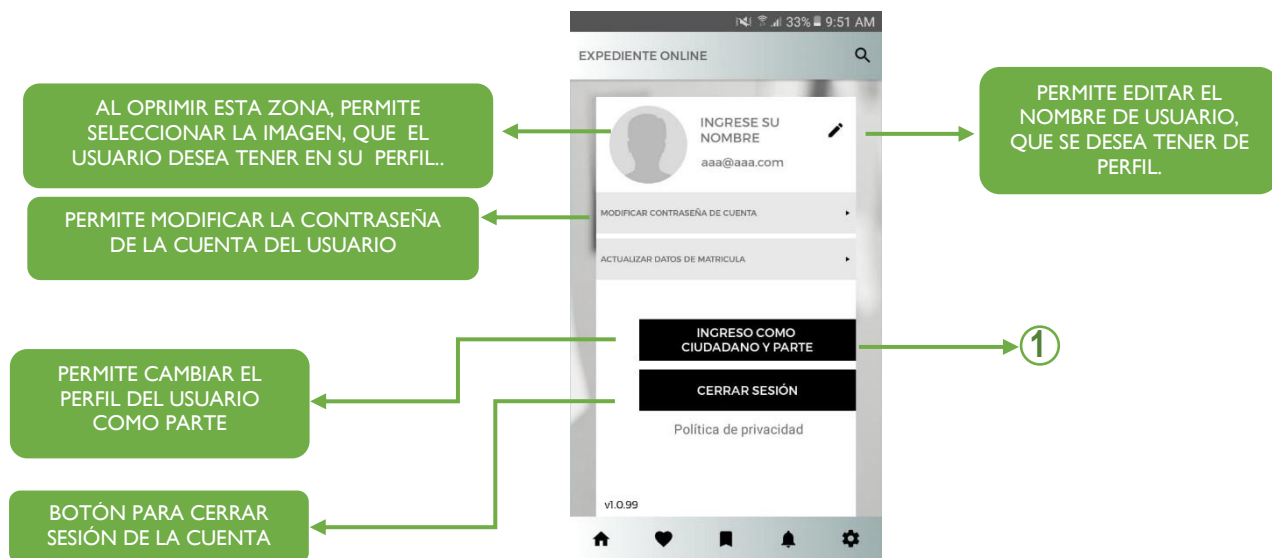 33% 9:51 AM
EXPEDIENTE ONLINE
AL OPRIMIR ESTA ZONA, PERMITE
SELECCIONAR LA IMAGEN, QUE EL
USUARIO DESEA TENER EN SU PERFIL..
INGRESE SU
NOMBRE
aaa@aaa.com
PERMITE EDITAR EL
NOMBRE DE USUARIO,
QUE SE DESEA TENER DE
PERFIL.
PERMITE MODIFICAR LA CONTRASEÑA
DE LA CUENTA DEL USUARIO
MODIFICAR CONTRASEÑA DE CUENTA
ACTUALIZAR DATOS DE MATRICULA
INGRESO COMO
CIUDADANO Y PARTE
1
PERMITE CAMBIAR EL
PERFIL DEL USUARIO
COMO PARTE
CERRAR SESIÓN
Política de privacidad
BOTÓN PARA CERRAR
SESIÓN DE LA CUENTA
v1.0.99